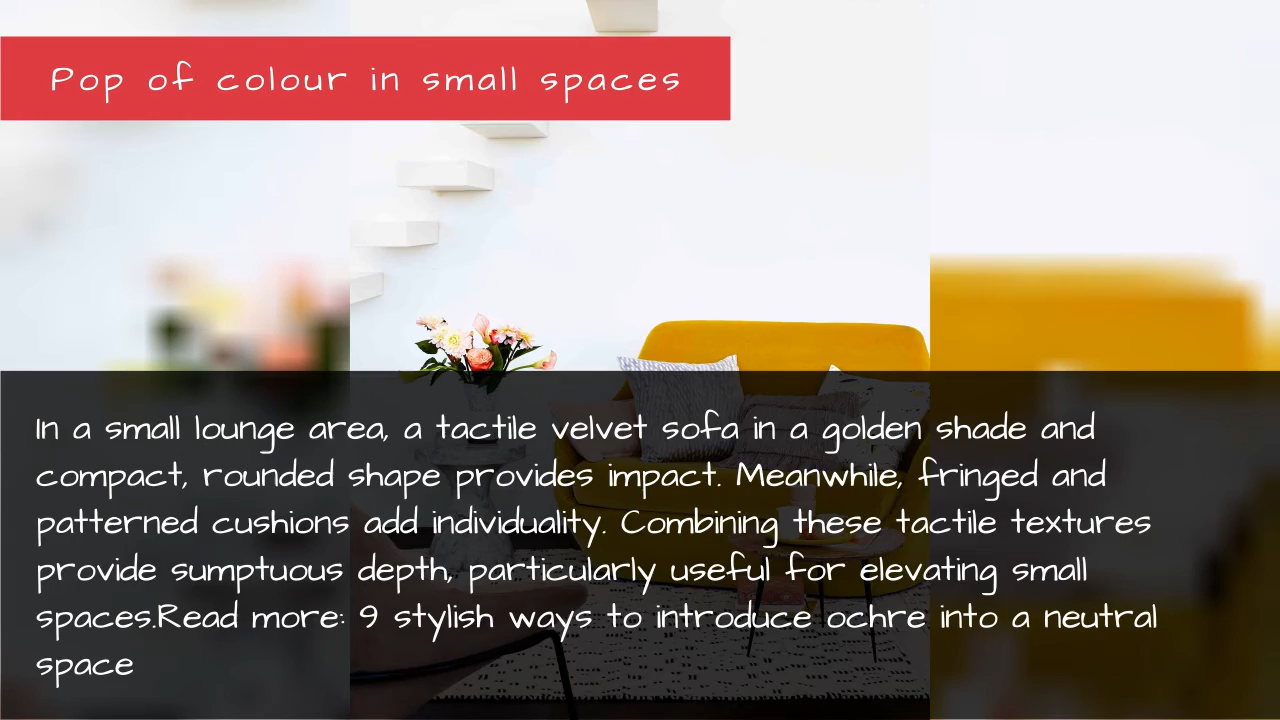 Pop of colour in small spaces
In a small lounge area, a tactile velvet sofa in a golden shade and
compact, rounded shape provides impact. Meanwhile, fringed and
patterned cushions add individuality. Combining these tactile textures
provide sumptuous depth, particularly useful for elevating small
spaces.Read more: 9 stylish ways to introduce ochre into a neutral
space